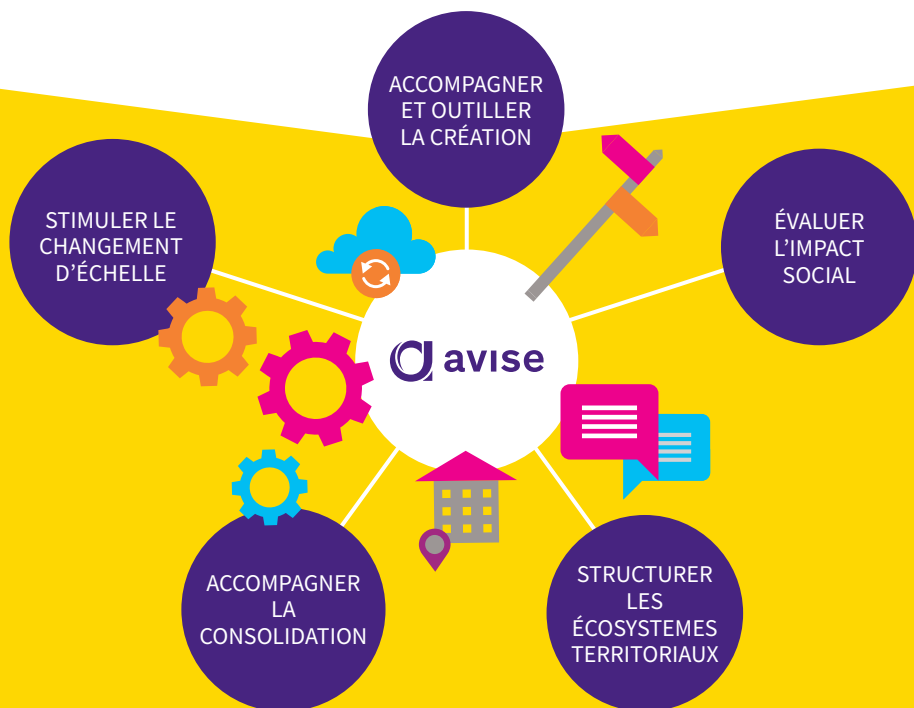 ACCOMPAGNER
ET OUTILLER
LA CRÉATION
STIMULER LE
CHANGEMENT
D'ÉCHELLE
ÉVALUER
L'IMPACT
SOCIAL
avise
ACCOMPAGNER
LA
CONSOLIDATION
STRUCTURER
LES
ÉCOSYSTEMES
TERRITORIAUX